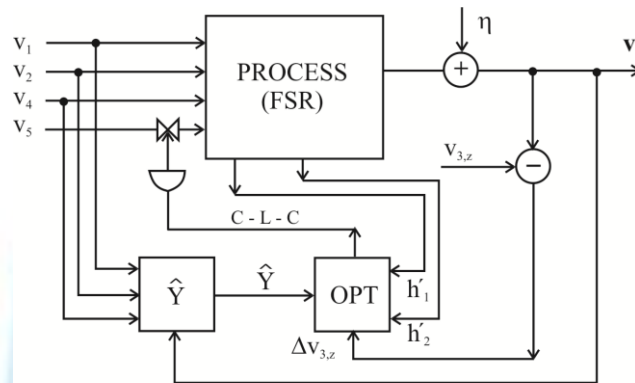 η
v
v₁
v₂
v₄
v₅
PROCESS
(FSR)
+
v₃,z
−
C - L - C
Ŷ
Ŷ
OPT
h′₁
h′₂
Δv₃,z